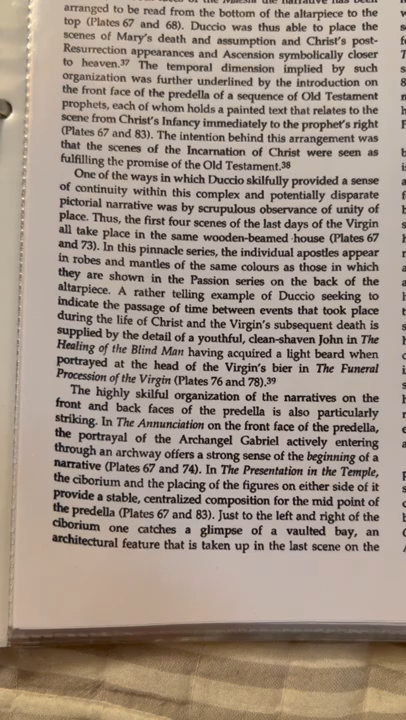 arranged to be read from the bottom of the altarpiece to the
top (Plates 67 and 68). Duccio was thus able to place the
scenes of Mary's death and assumption and Christ's post-
Resurrection appearances and Ascension symbolically closer
to heaven.37 The temporal dimension implied by such
organization was further underlined by the introduction on
the front face of the predella of a sequence of Old Testament
prophets, each of whom holds a painted text that relates to the
scene from Christ's Infancy immediately to the prophet's right
(Plates 67 and 83). The intention behind this arrangement was
that the scenes of the Incarnation of Christ were seen as
fulfilling the promise of the Old Testament.38
One of the ways in which Duccio skilfully provided a sense
of continuity within this complex and potentially disparate
pictorial narrative was by scrupulous observance of unity of
place. Thus, the first four scenes of the last days of the Virgin
all take place in the same wooden-beamed house (Plates 67
and 73). In this pinnacle series, the individual apostles appear
in robes and mantles of the same colours as those in which
they are shown in the Passion series on the back of the
altarpiece. A rather telling example of Duccio seeking to
indicate the passage of time between events that took place
during the life of Christ and the Virgin's subsequent death is
supplied by the detail of a youthful, clean-shaven John in The
Healing of the Blind Man having acquired a light beard when
portrayed at the head of the Virgin's bier in The Funeral
Procession of the Virgin (Plates 76 and 78).39
The highly skilful organization of the narratives on the
front and back faces of the predella is also particularly
striking. In The Annunciation on the front face of the predella,
the portrayal of the Archangel Gabriel actively entering
through an archway offers a strong sense of the beginning of a
narrative (Plates 67 and 74). In The Presentation in the Temple,
the ciborium and the placing of the figures on either side of it
provide a stable, centralized composition for the mid point of
the predella (Plates 67 and 83). Just to the left and right of the
ciborium one catches a glimpse of a vaulted bay, an
architectural feature that is taken up in the last scene on the